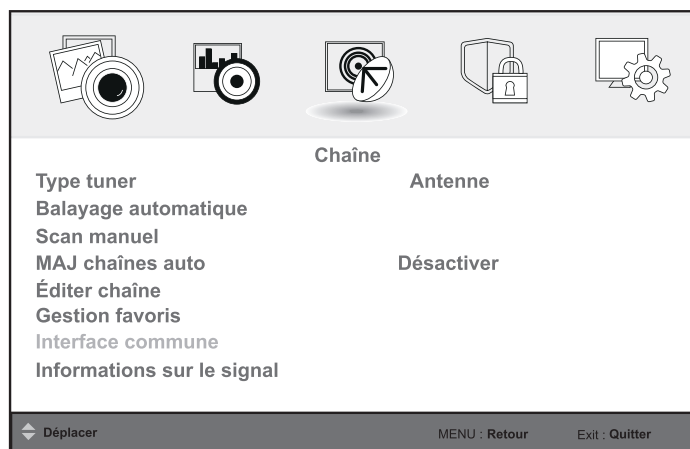 Chaîne
Type tuner Antenne
Balayage automatique
Scan manuel
MAJ chaînes auto Désactiver
Éditer chaîne
Gestion favoris
Interface commune
Informations sur le signal
Déplacer MENU : Retour Exit : Quitter